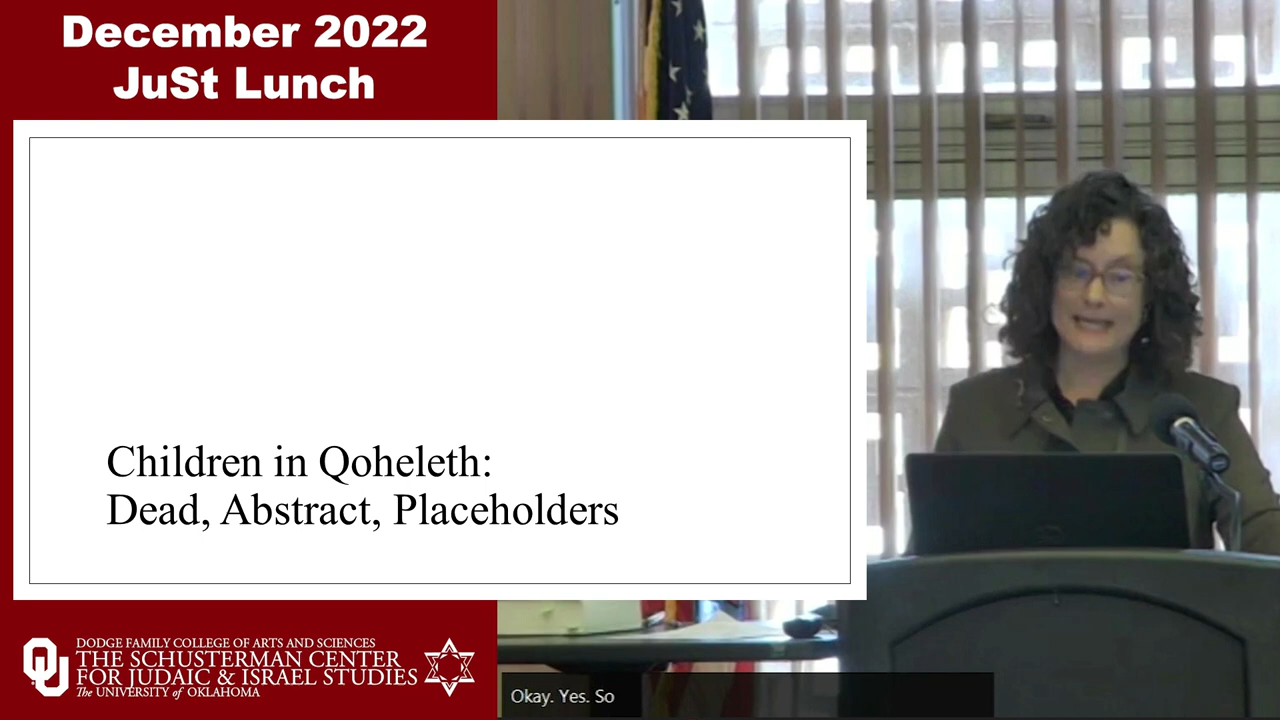 December 2022
JuSt Lunch
Children in Qoheleth:
Dead, Abstract, Placeholders
OU
DODGE FAMILY COLLEGE OF ARTS AND SCIENCES
THE SCHUSTERMAN CENTER
FOR JUDAIC & ISRAEL STUDIES
The UNIVERSITY of OKLAHOMA
Okay. Yes. So